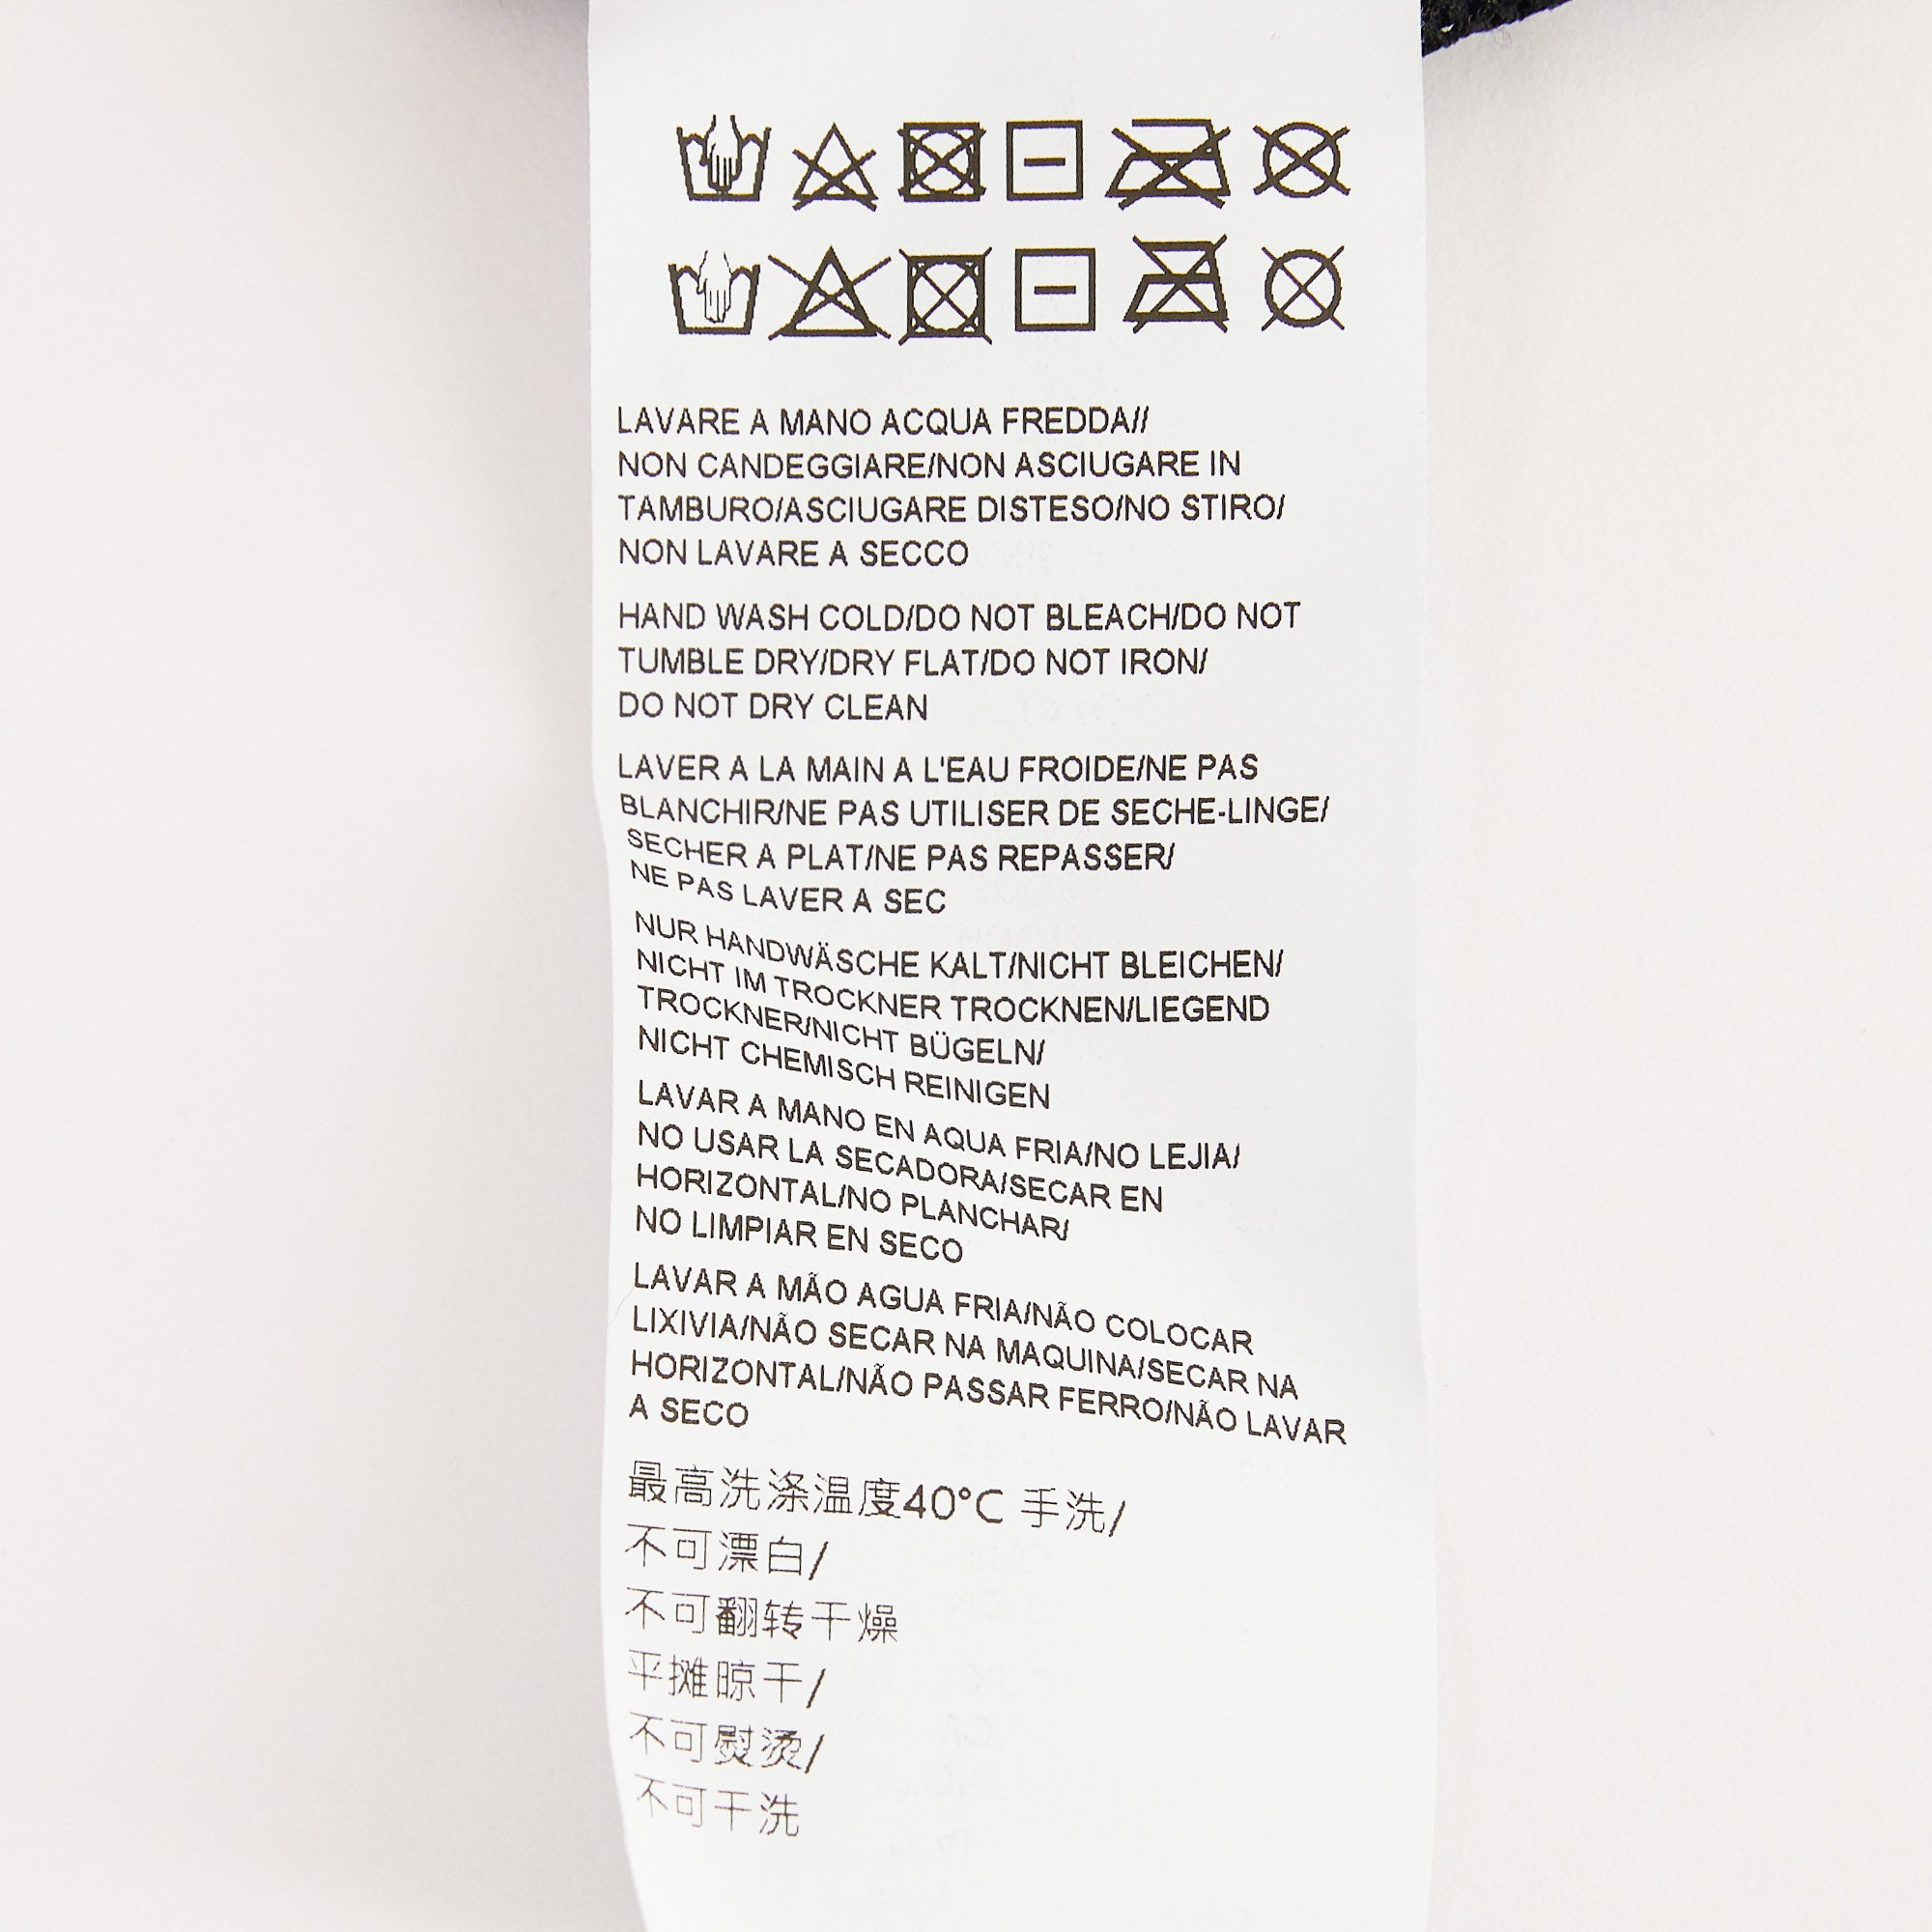 LAVARE A MANO ACQUA FREDDA//
NON CANDEGGIARE/NON ASCIUGARE IN
TAMBURO/ASCIUGARE DISTESO/NO STIRO/
NON LAVARE A SECCO
HAND WASH COLD/DO NOT BLEACH/DO NOT
TUMBLE DRY/DRY FLAT/DO NOT IRON/
DO NOT DRY CLEAN
LAVER A LA MAIN A L'EAU FROIDE/NE PAS
BLANCHIR/NE PAS UTILISER DE SECHE-LINGE/
SECHER A PLAT/NE PAS REPASSER/
NE PAS LAVER A SEC
NUR HANDWÄSCHE KALT/NICHT BLEICHEN/
NICHT IM TROCKNER TROCKNEN/LIEGEND
TROCKNER/NICHT BÜGELN/
NICHT CHEMISCH REINIGEN
LAVAR A MANO EN AQUA FRIA/NO LEJIA/
NO USAR LA SECADORA/SECAR EN
HORIZONTAL/NO PLANCHAR/
NO LIMPIAR EN SECO
LAVAR A MÃO AGUA FRIA/NÃO COLOCAR
LIXIVIA/NÃO SECAR NA MAQUINA/SECAR NA
HORIZONTAL/NÃO PASSAR FERRO/NÃO LAVAR
A SECO
最高洗涤温度40°C 手洗/
不可漂白/
不可翻转干燥
平摊晾干/
不可熨烫/
不可干洗